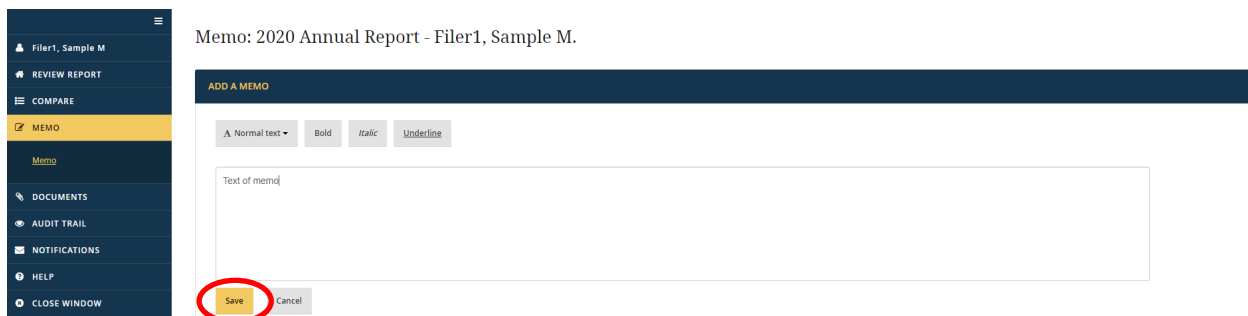 Filer1, Sample M
REVIEW REPORT
COMPARE
MEMO
Memo
DOCUMENTS
AUDIT TRAIL
NOTIFICATIONS
HELP
CLOSE WINDOW
Memo: 2020 Annual Report - Filer1, Sample M.
ADD A MEMO
A Normal text Bold Italic Underline
Text of memo
Save Cancel